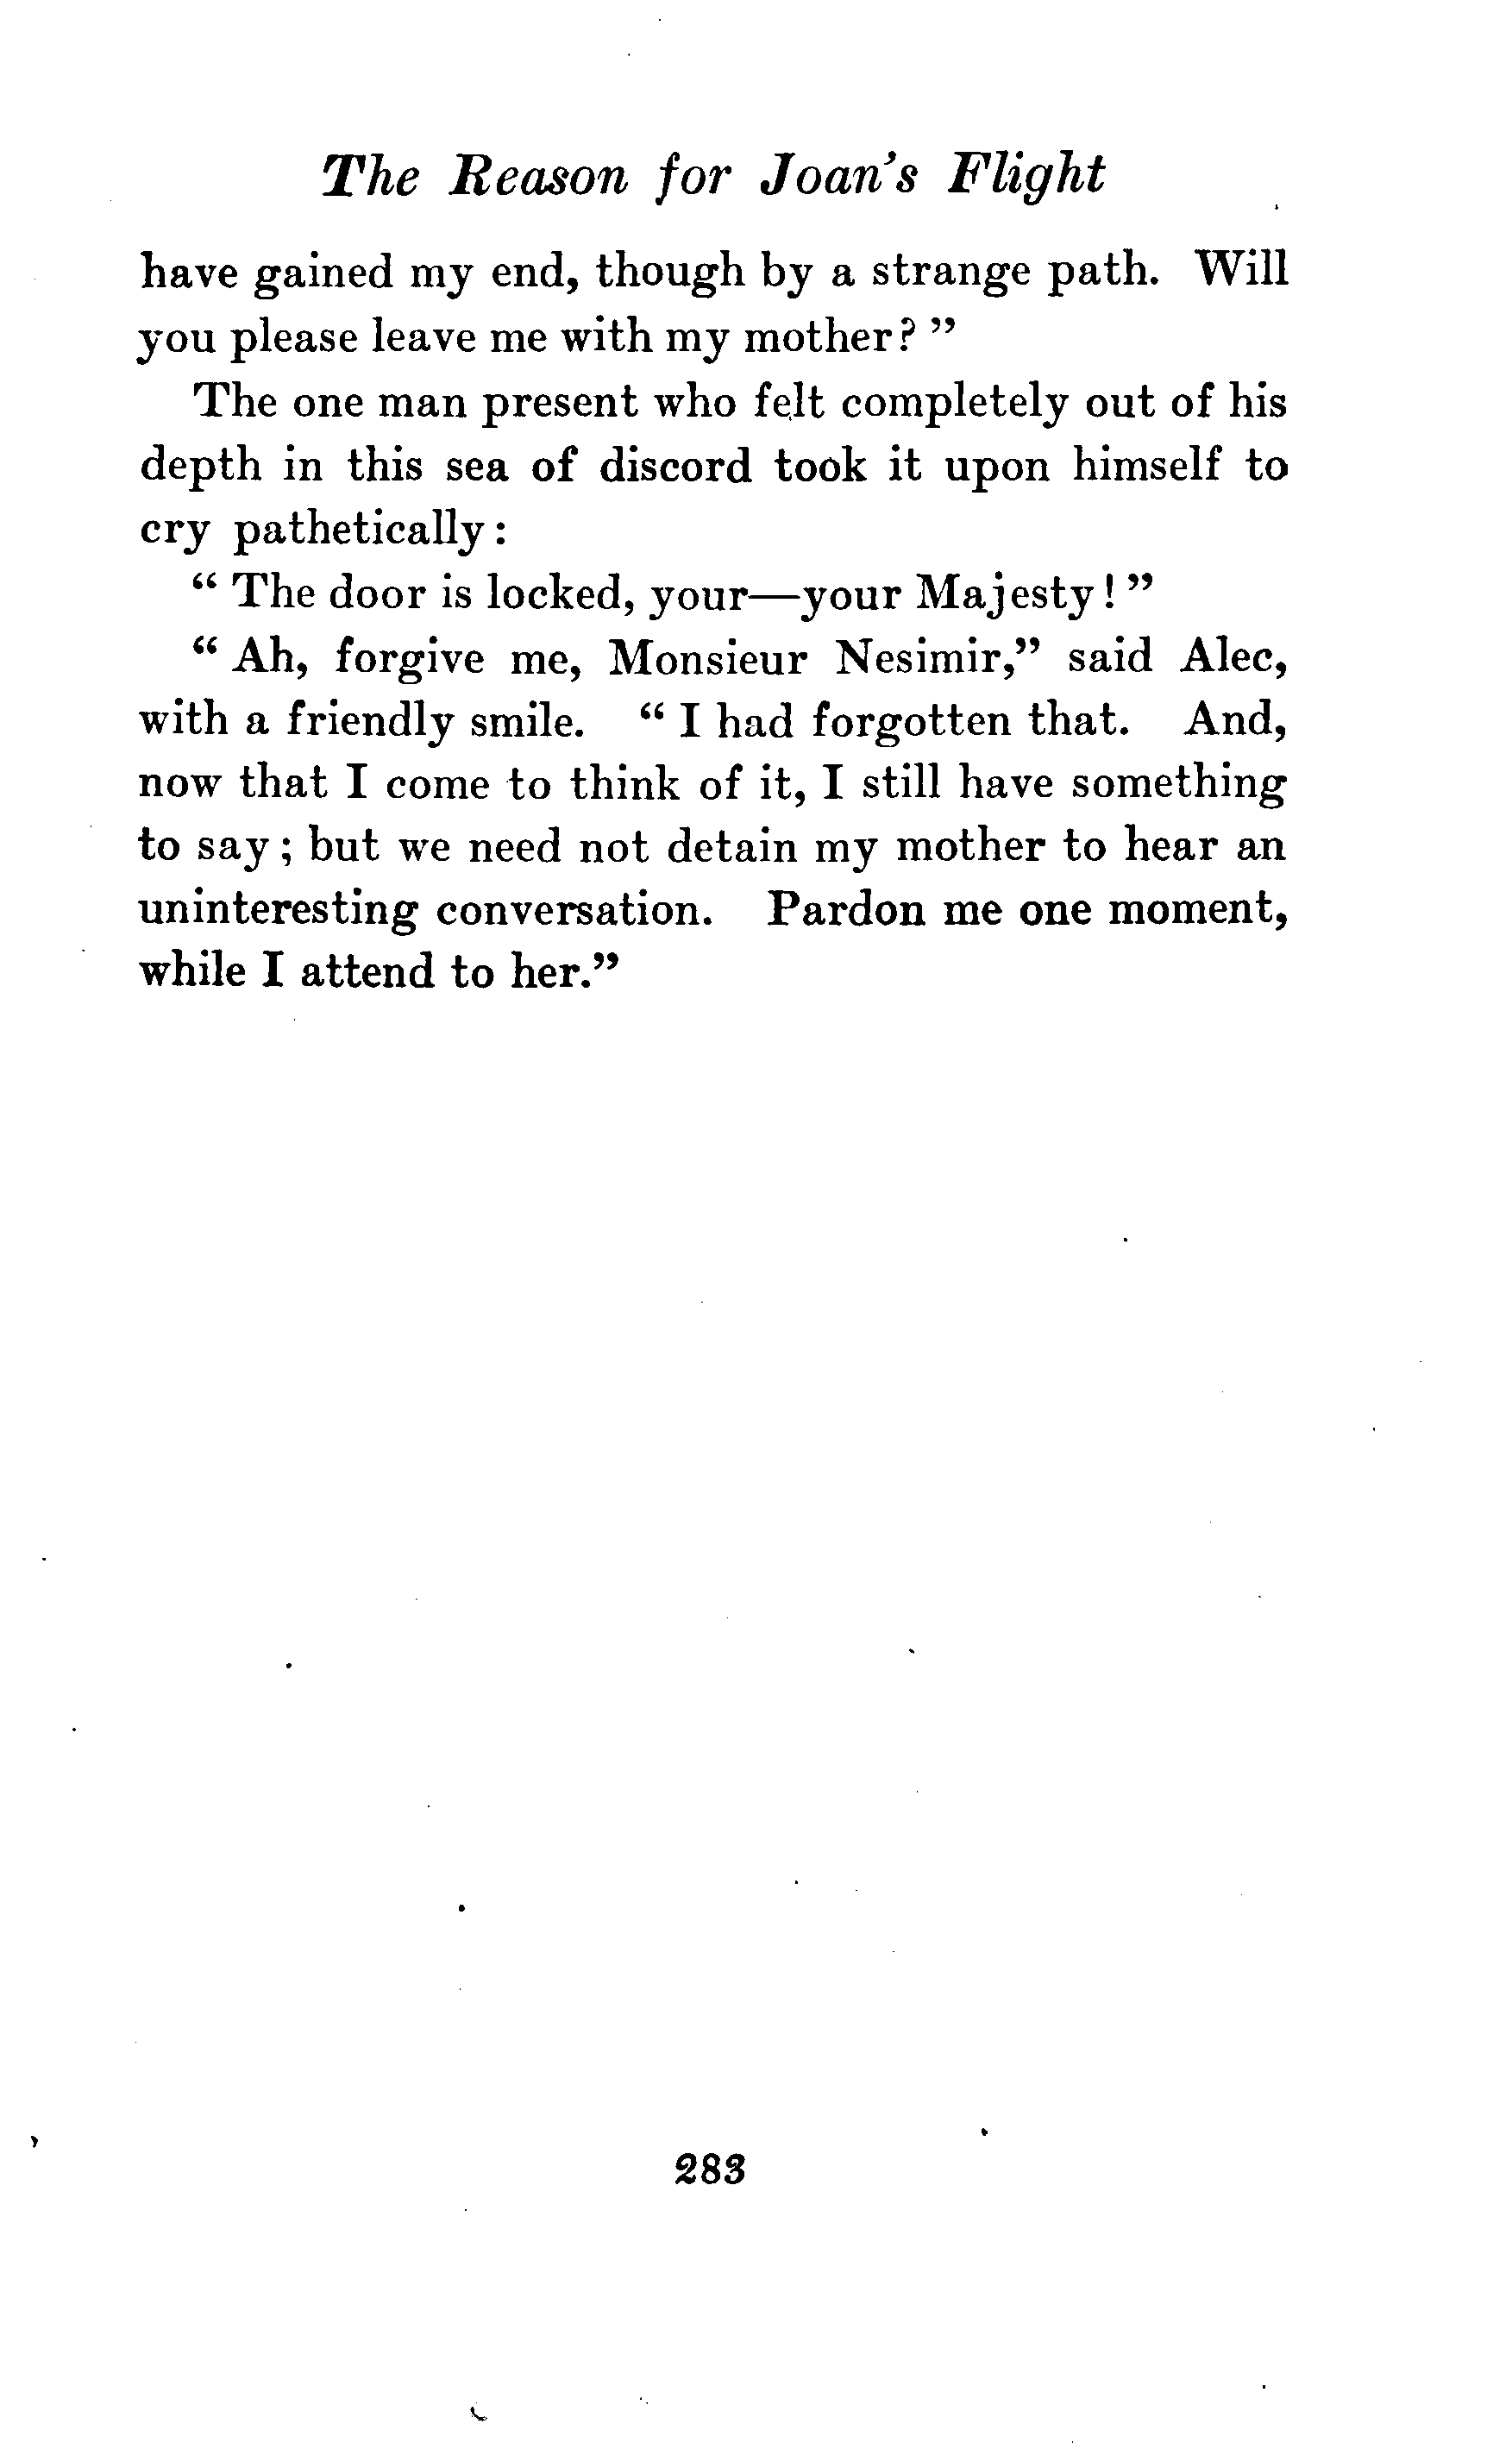 The Reason for Joan's Flight
have gained my end, though by a strange path. Will
you please leave me with my mother?"
The one man present who felt completely out of his
depth in this sea of discord took it upon himself to
cry pathetically:
"The door is locked, your—your Majesty!"
"Ah, forgive me, Monsieur Nesimir," said Alec,
with a friendly smile. "I had forgotten that. And,
now that I come to think of it, I still have something
to say; but we need not detain my mother to hear an
uninteresting conversation. Pardon me one moment,
while I attend to her."
283